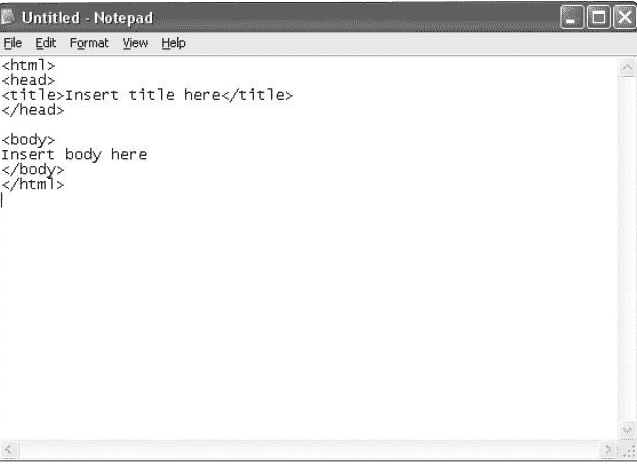 Untitled - Notepad
File Edit Format View Help
<html>
<head>
<title>Insert title here</title>
</head>

<body>
Insert body here
</body>
</html>